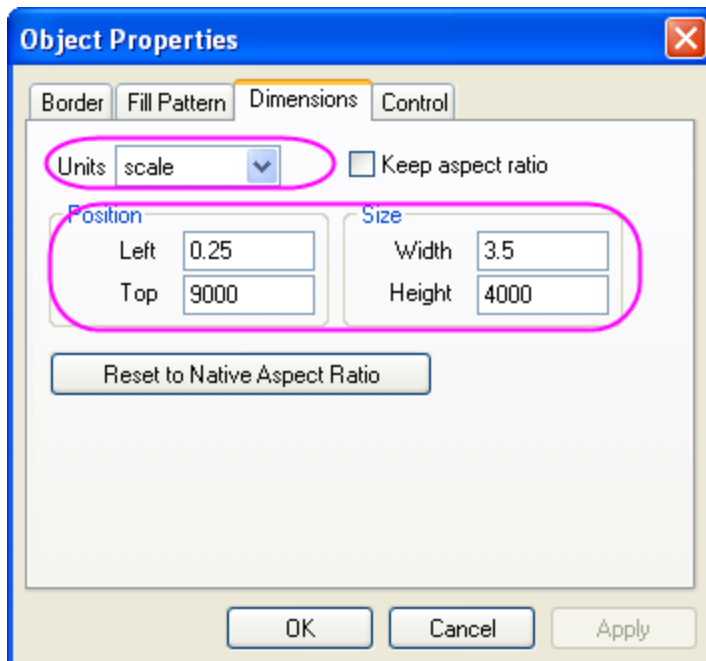 Object Properties
Border Fill Pattern Dimensions Control
Units scale Keep aspect ratio
Position Size
Left 0.25 Width 3.5
Top 9000 Height 4000
Reset to Native Aspect Ratio
OK Cancel Apply